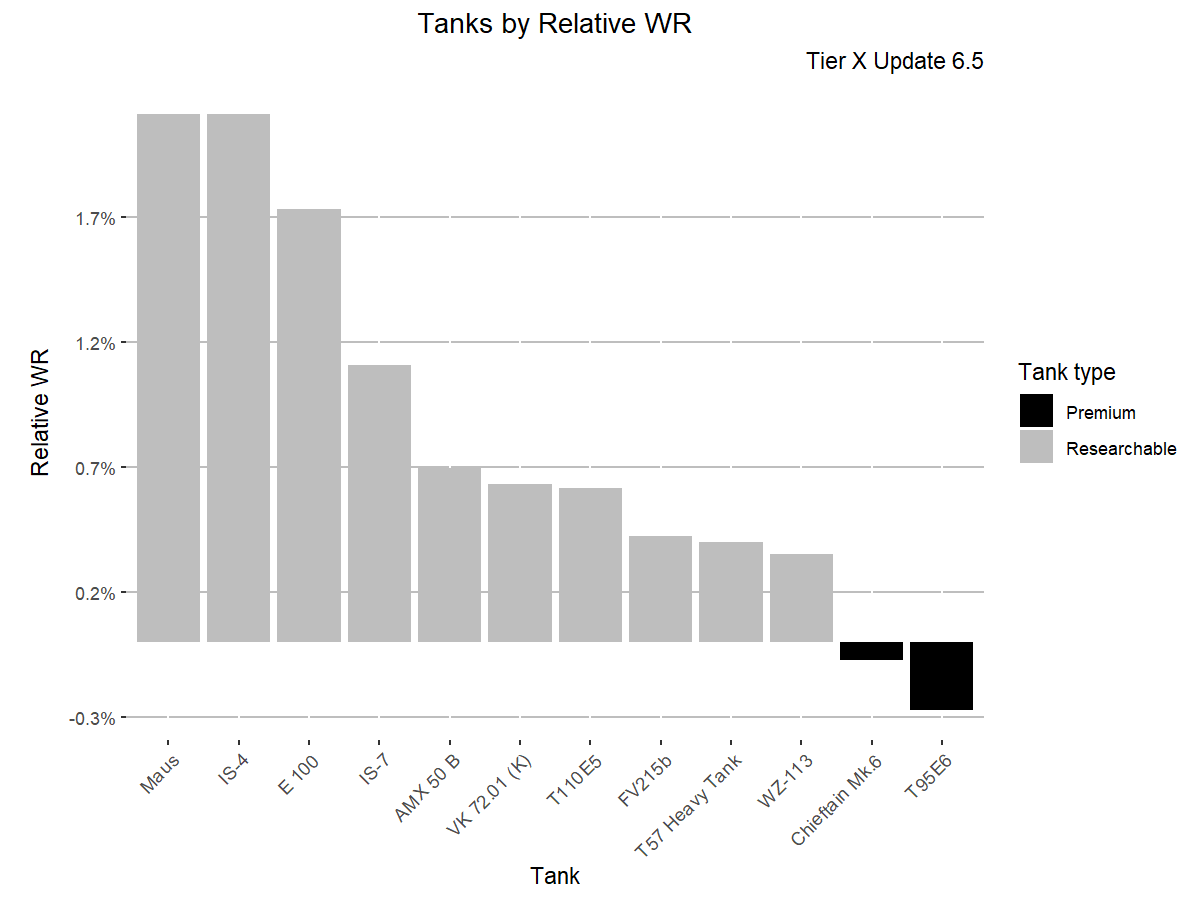 Tanks by Relative WR
Tier X Update 6.5
Relative WR
1.7%
1.2%
0.7%
0.2%
-0.3%
Maus
IS-4
E 100
IS-7
AMX 50 B
VK 72.01 (K)
T110E5
FV215b
T57 Heavy Tank
WZ-113
Chieftain Mk.6
T95E6
Tank
Tank type
Premium
Researchable